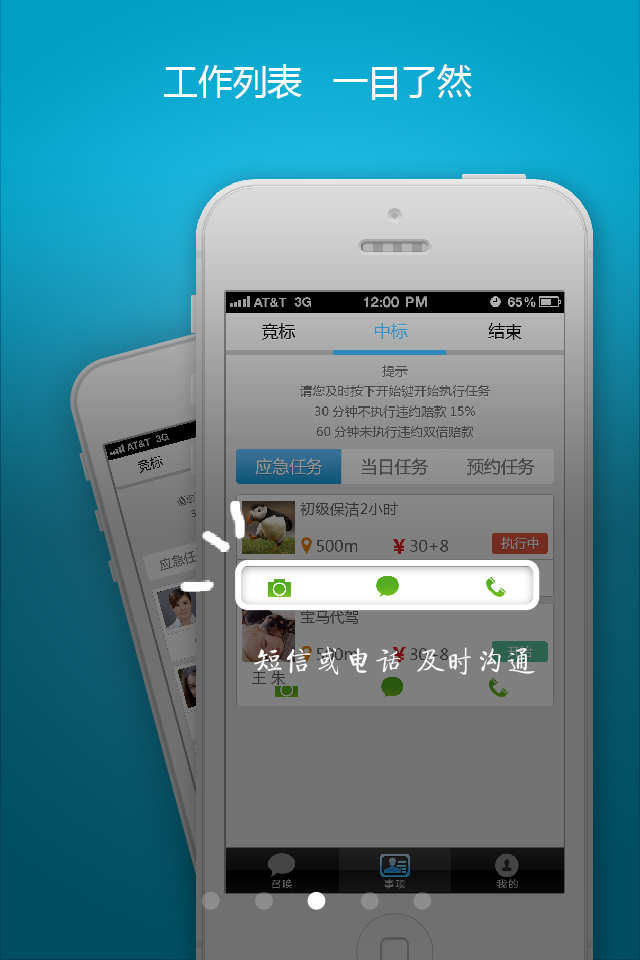 工作列表 一目了然
AT&T 3G 12:00 PM 65%
竞标 中标 结束
提示
请您及时按下开始键开始执行任务
30 分钟不执行违约赔款 15%
60 分钟未执行违约双倍赔款
应急任务 当日任务 预约任务
初级保洁2小时
500m ¥ 30+8 执行中
宝马代驾
500m ¥ 30+8
短信或电话 及时沟通
王 朱
召唤 事项 我的
AT&T 3G
竞标
应急任